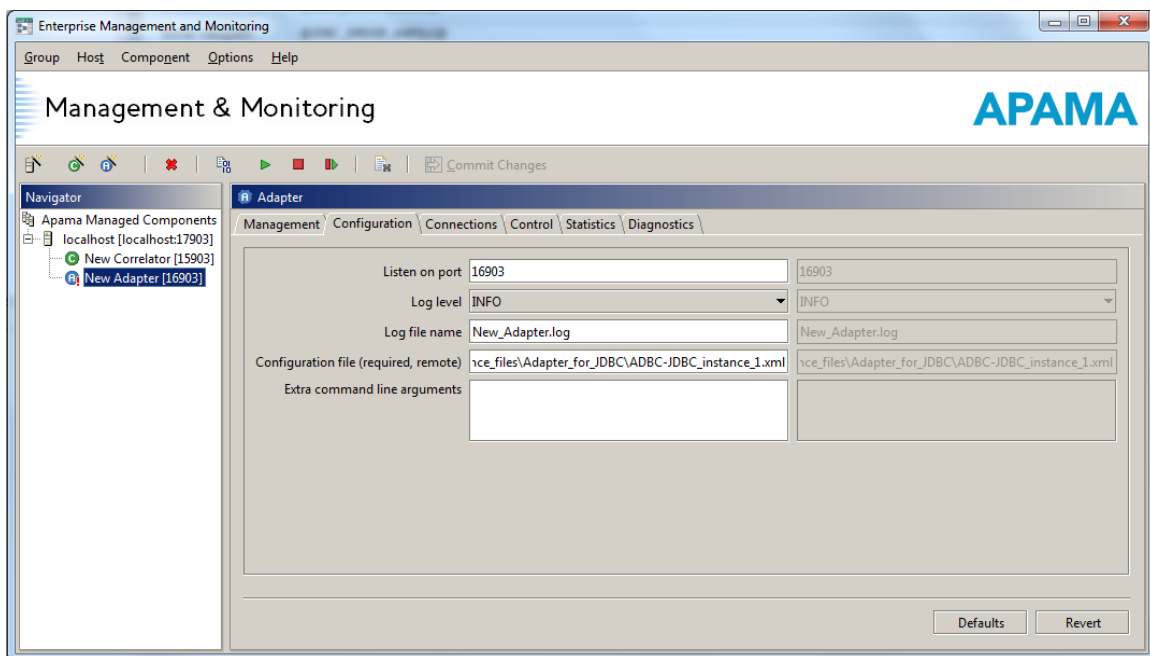 Enterprise Management and Monitoring
Group Host Component Options Help
Management & Monitoring
APAMA
Commit Changes
Navigator
Apama Managed Components
localhost [localhost:17903]
New Correlator [15903]
New Adapter [16903]
Adapter
Management Configuration Connections Control Statistics Diagnostics
Listen on port 16903 16903
Log level INFO INFO
Log file name New_Adapter.log New_Adapter.log
Configuration file (required, remote) nce_files\Adapter_for_JDBC\ADBC-JDBC_instance_1.xml nce_files\Adapter_for_JDBC\ADBC-JDBC_instance_1.xml
Extra command line arguments
Defaults Revert